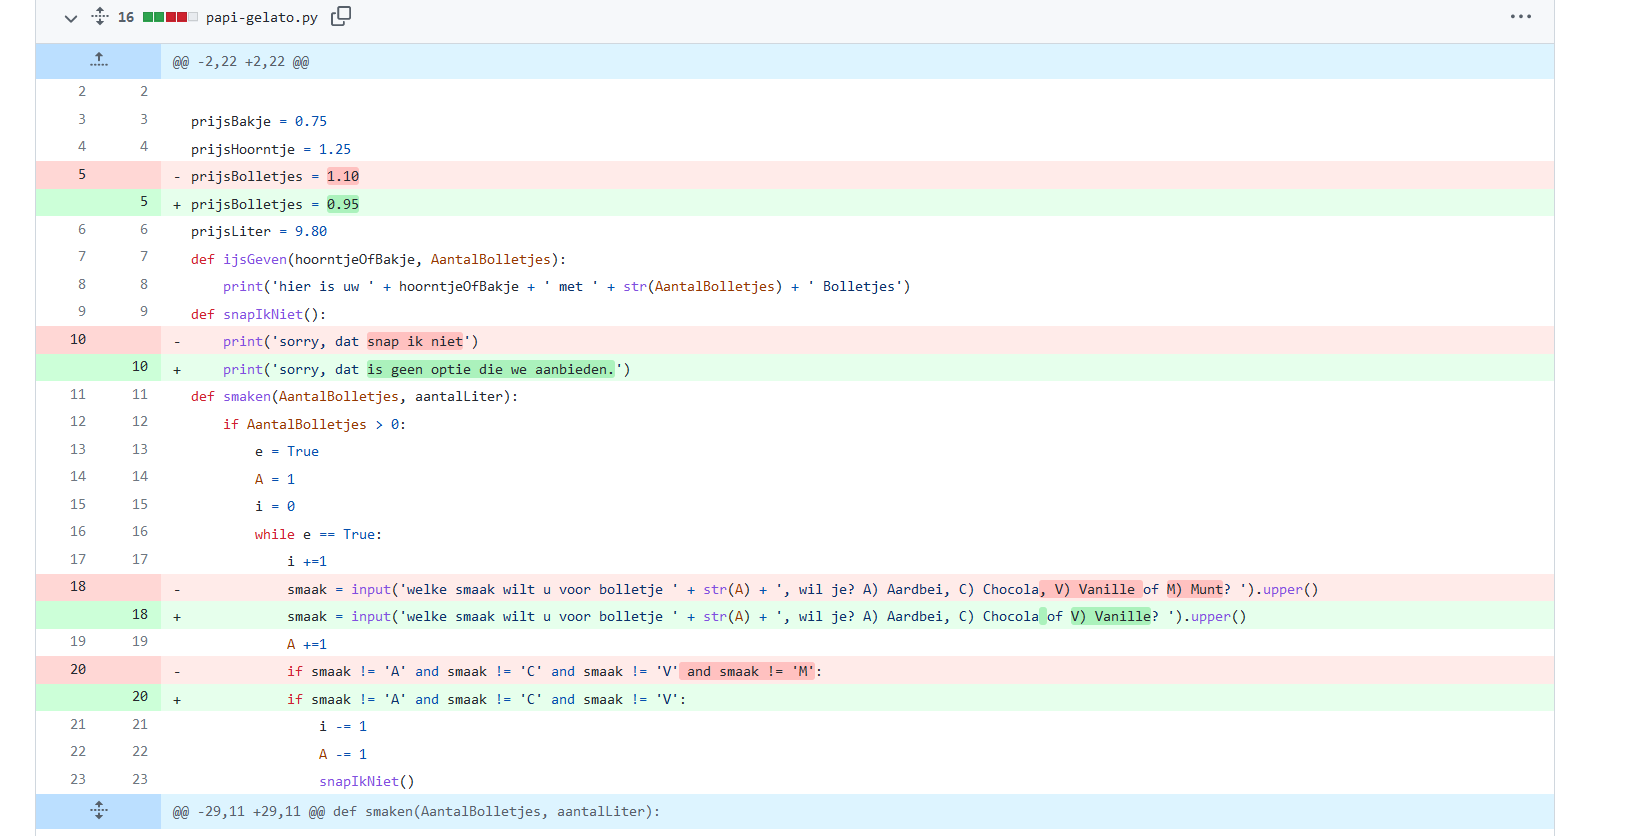 16 papi-gelato.py
@@ -2,22 +2,22 @@
2 2
3 3 prijsBakje = 0.75
4 4 prijsHoorntje = 1.25
5 - prijsBolletjes = 1.10
5 + prijsBolletjes = 0.95
6 6 prijsLiter = 9.80
7 7 def ijsGeven(hoorntjeOfBakje, AantalBolletjes):
8 8 print('hier is uw ' + hoorntjeOfBakje + ' met ' + str(AantalBolletjes) + ' Bolletjes')
9 9 def snapIkNiet():
10 - print('sorry, dat snap ik niet')
10 + print('sorry, dat is geen optie die we aanbieden.')
11 11 def smaken(AantalBolletjes, aantalLiter):
12 12 if AantalBolletjes > 0:
13 13 e = True
14 14 A = 1
15 15 i = 0
16 16 while e == True:
17 17 i +=1
18 - smaak = input('welke smaak wilt u voor bolletje ' + str(A) + ', wil je? A) Aardbei, C) Chocola, V) Vanille of M) Munt? ').upper()
18 + smaak = input('welke smaak wilt u voor bolletje ' + str(A) + ', wil je? A) Aardbei, C) Chocola of V) Vanille? ').upper()
19 19 A +=1
20 - if smaak != 'A' and smaak != 'C' and smaak != 'V' and smaak != 'M':
20 + if smaak != 'A' and smaak != 'C' and smaak != 'V':
21 21 i -= 1
22 22 A -= 1
23 23 snapIkNiet()
@@ -29,11 +29,11 @@ def smaken(AantalBolletjes, aantalLiter):